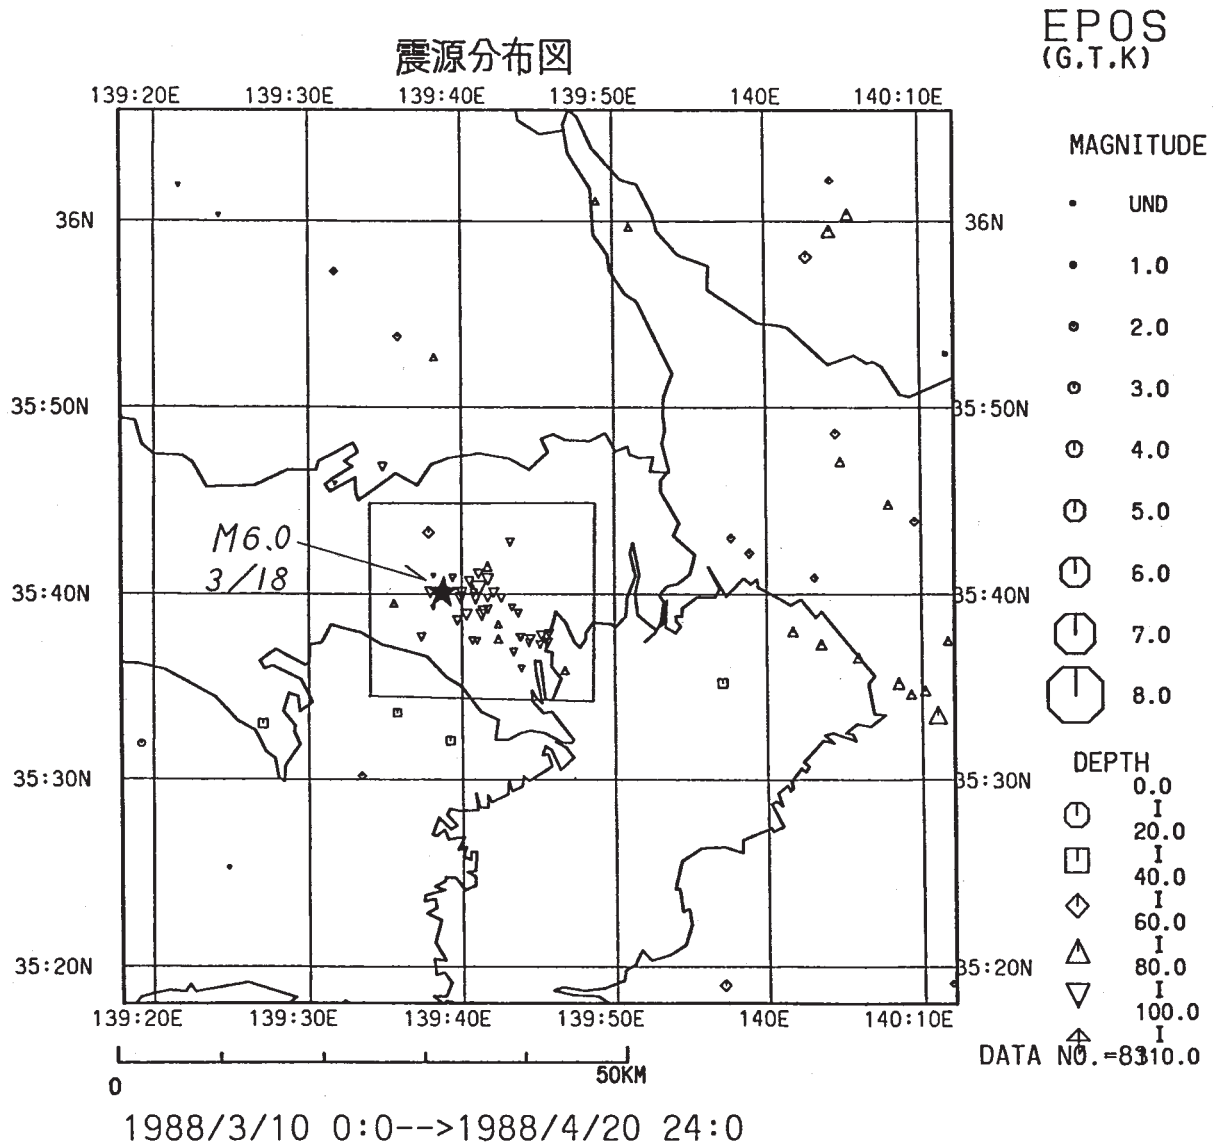 震源分布図
EPOS
(G.T.K)
139:20E 139:30E 139:40E 139:50E 140E 140:10E
MAGNITUDE
UND
1.0
2.0
3.0
4.0
5.0
6.0
7.0
8.0
36N 36N
35:50N 35:50N
M6.0
3/18
35:40N 35:40N
35:30N 35:30N
35:20N 35:20N
DEPTH
0.0
I
20.0
I
40.0
I
60.0
I
80.0
I
100.0
I
310.0
139:20E 139:30E 139:40E 139:50E 140E 140:10E
DATA NO.=83
0 50KM
1988/3/10 0:0-->1988/4/20 24:0